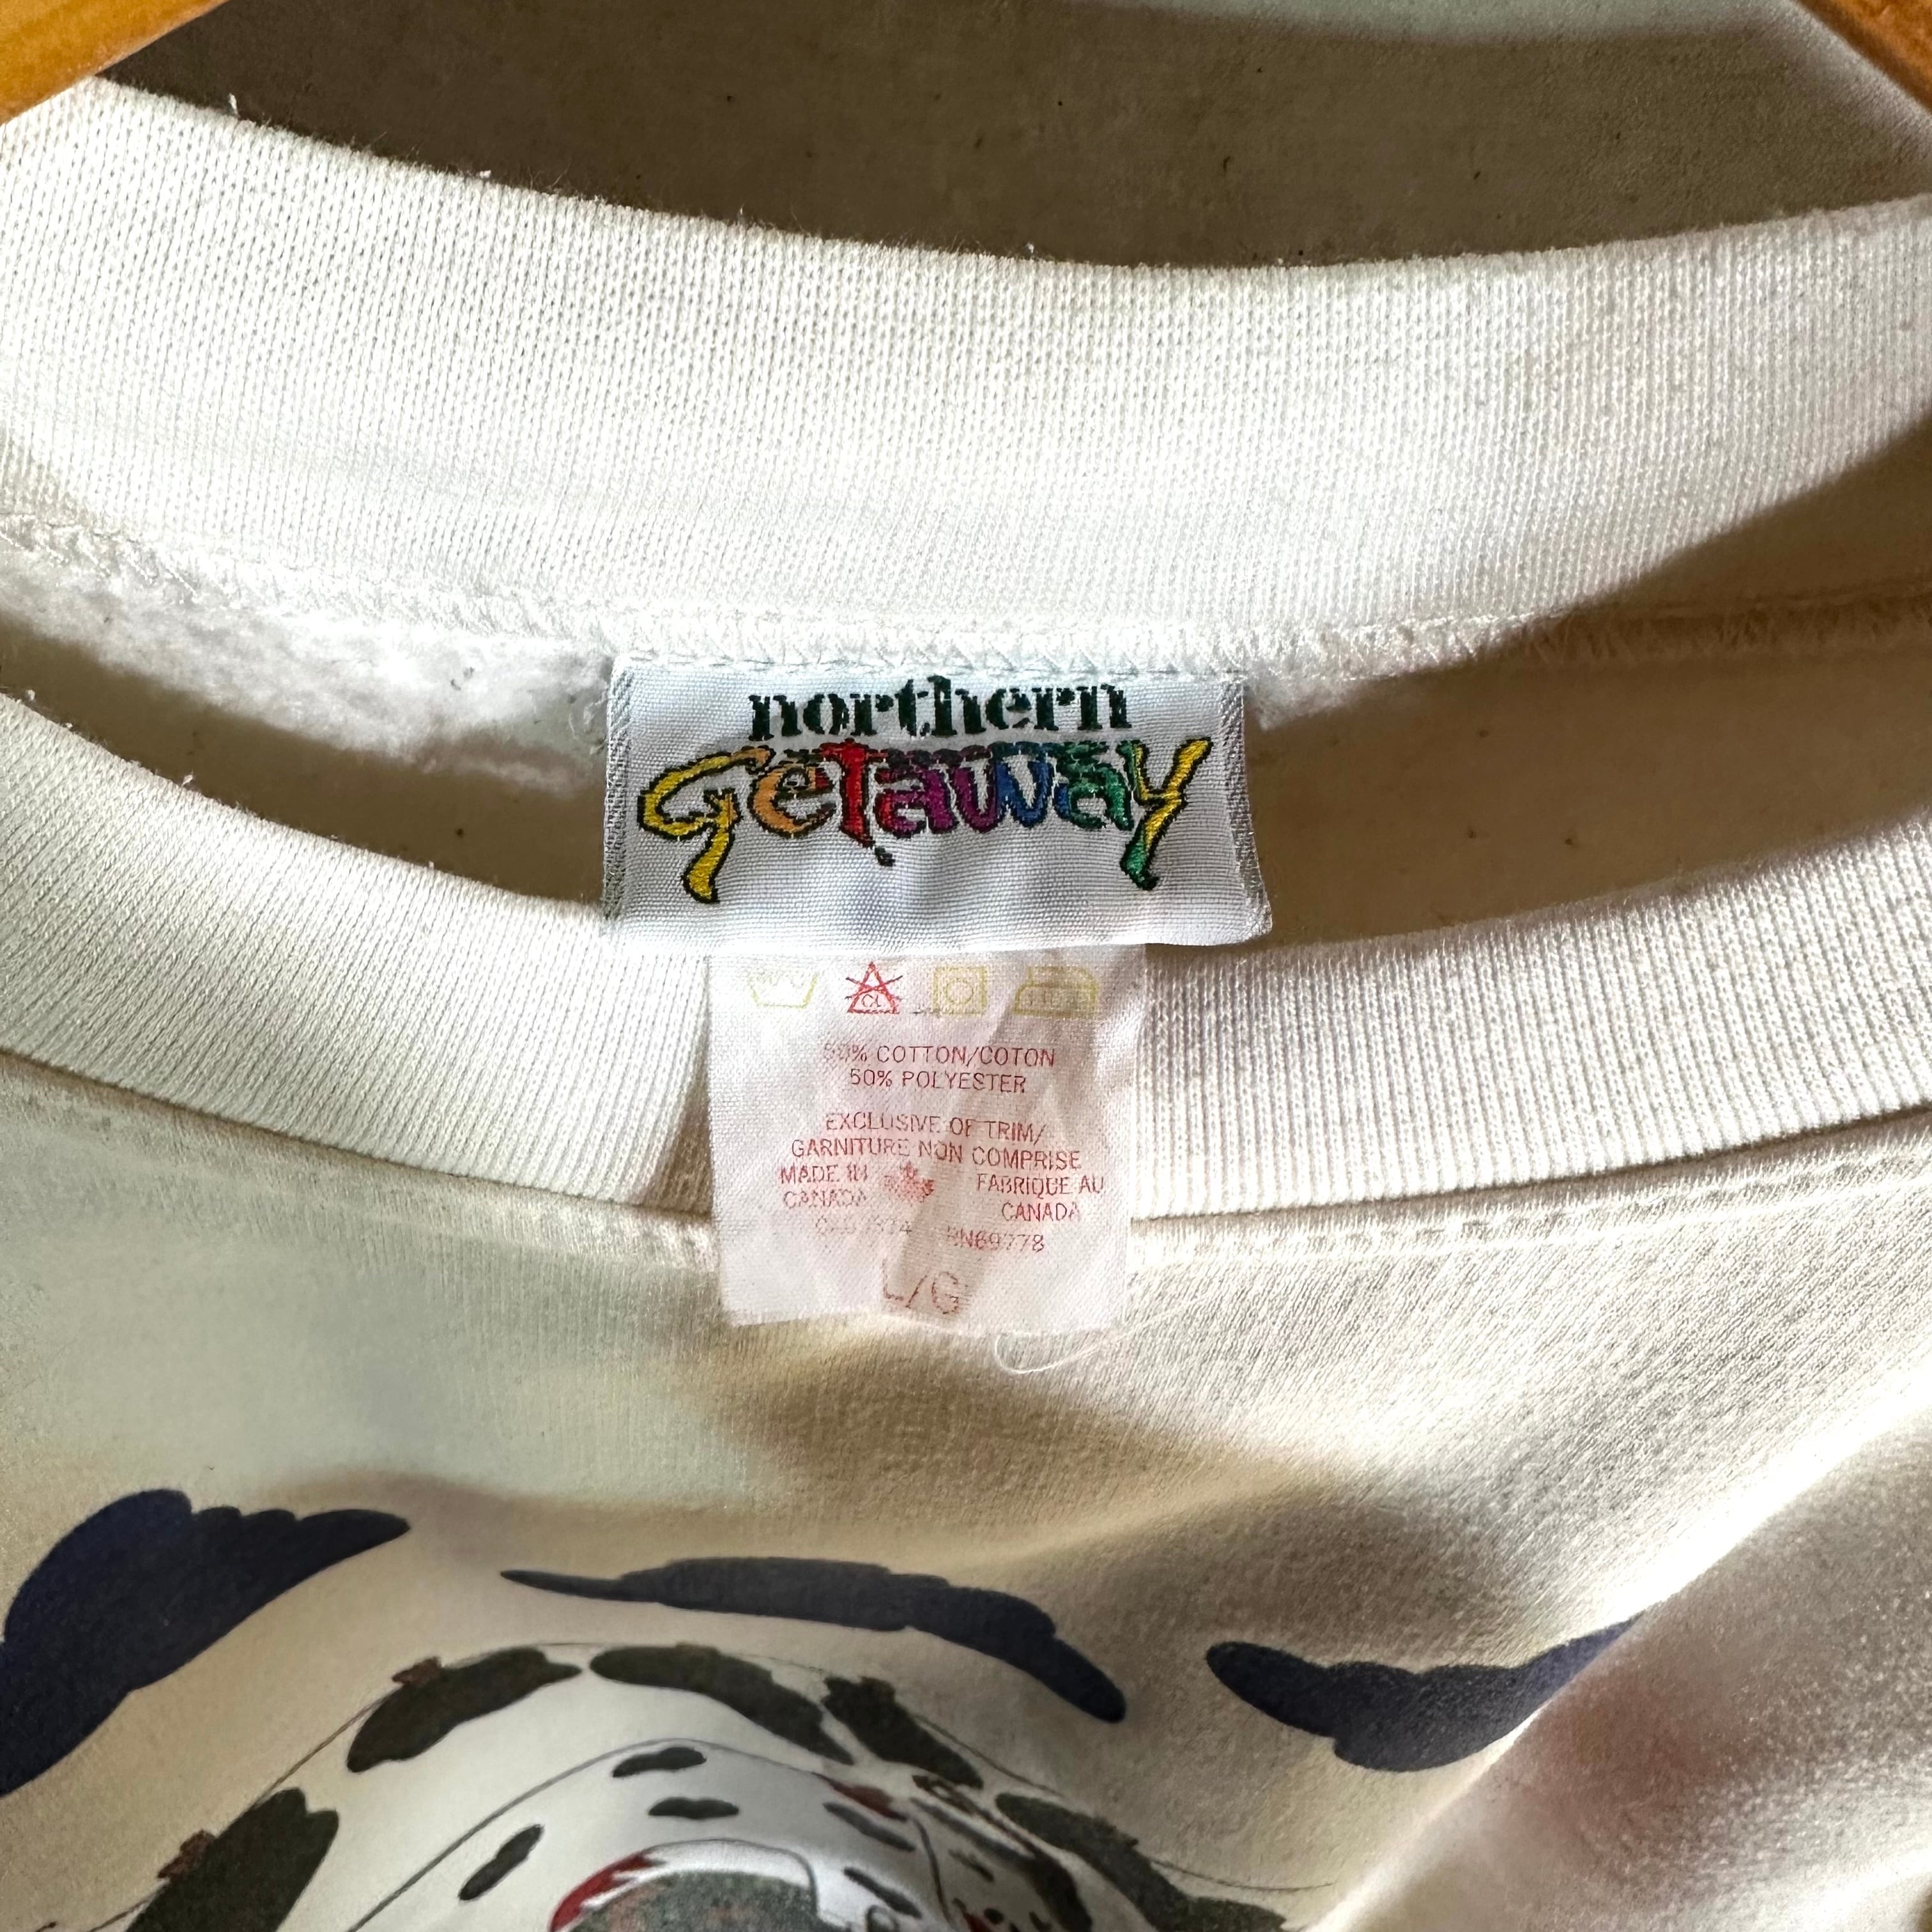 northern
Getaway
50% COTTON/COTON
50% POLYESTER
EXCLUSIVE OF TRIM/
GARNITURE NON COMPRISE
MADE IN FABRIQUE AU
CANADA CANADA
L/G